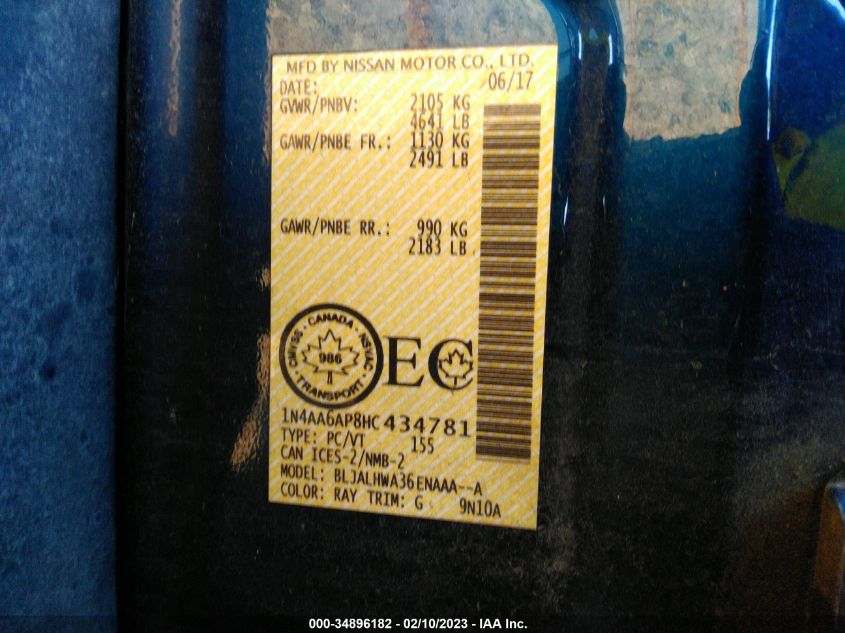 MFD BY NISSAN MOTOR CO., LTD.
DATE: 06/17
GVWR/PNBV: 2105 KG
4641 LB
GAWR/PNBE FR.: 1130 KG
2491 LB
GAWR/PNBE RR.: 990 KG
2183 LB
CANADA
CMVSS · NSVAC
986
TRANSPORT
EC
1N4AA6AP8HC434781
TYPE: PC/VT 155
CAN ICES-2/NMB-2
MODEL: BLJALHWA36ENAAA--A
COLOR: RAY TRIM: G 9N10A
000-34896182 - 02/10/2023 - IAA Inc.